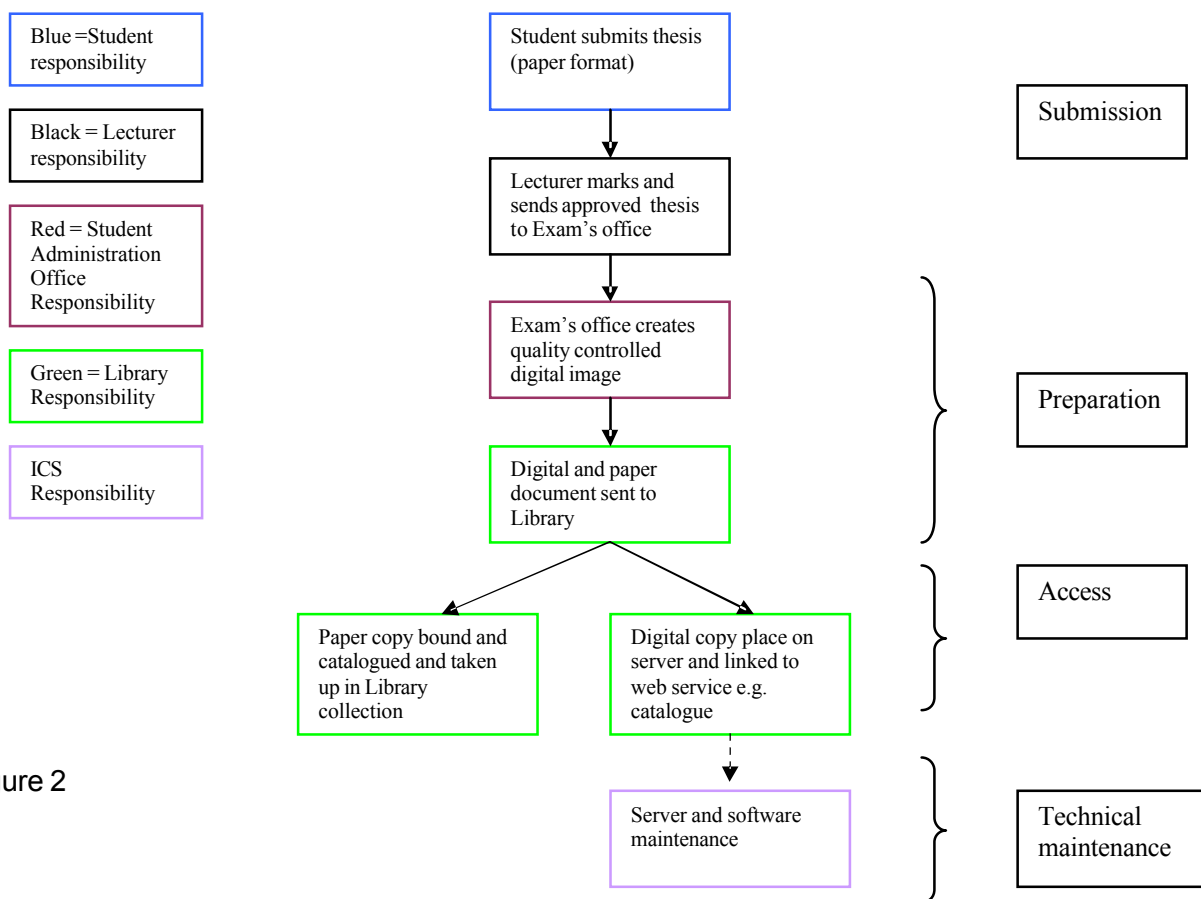 Blue =Student
responsibility
Black = Lecturer
responsibility
Red = Student
Administration
Office
Responsibility
Green = Library
Responsibility
ICS
Responsibility
Student submits thesis
(paper format)
Lecturer marks and
sends approved thesis
to Exam's office
Exam's office creates
quality controlled
digital image
Digital and paper
document sent to
Library
Paper copy bound and
catalogued and taken
up in Library
collection
Digital copy place on
server and linked to
web service e.g.
catalogue
Server and software
maintenance
Submission
Preparation
Access
Technical
maintenance
ure 2